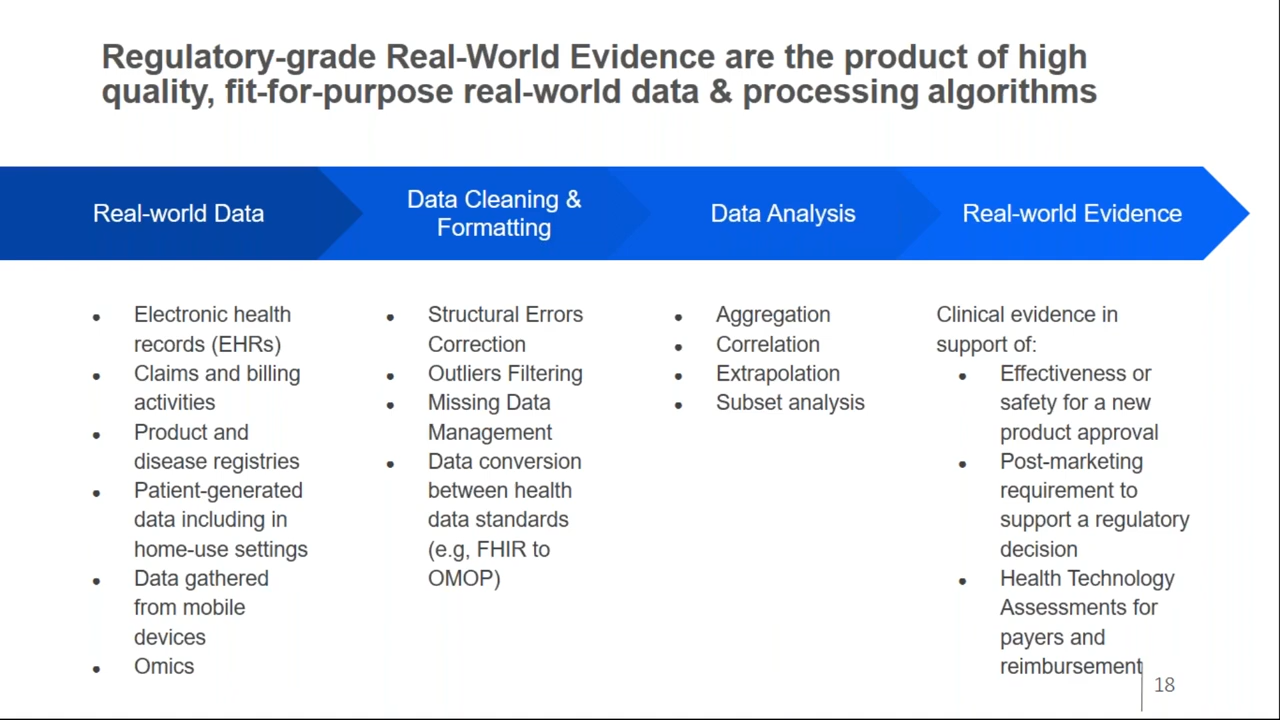 Regulatory-grade Real-World Evidence are the product of high
quality, fit-for-purpose real-world data & processing algorithms
Real-world Data
Data Cleaning &
Formatting
Data Analysis
Real-world Evidence
• Electronic health
records (EHRs)
• Claims and billing
activities
• Product and
disease registries
• Patient-generated
data including in
home-use settings
• Data gathered
from mobile
devices
• Omics
• Structural Errors
Correction
• Outliers Filtering
• Missing Data
Management
• Data conversion
between health
data standards
(e.g, FHIR to
OMOP)
• Aggregation
• Correlation
• Extrapolation
• Subset analysis
Clinical evidence in
support of:
• Effectiveness or
safety for a new
product approval
• Post-marketing
requirement to
support a regulatory
decision
• Health Technology
Assessments for
payers and
reimbursement
18